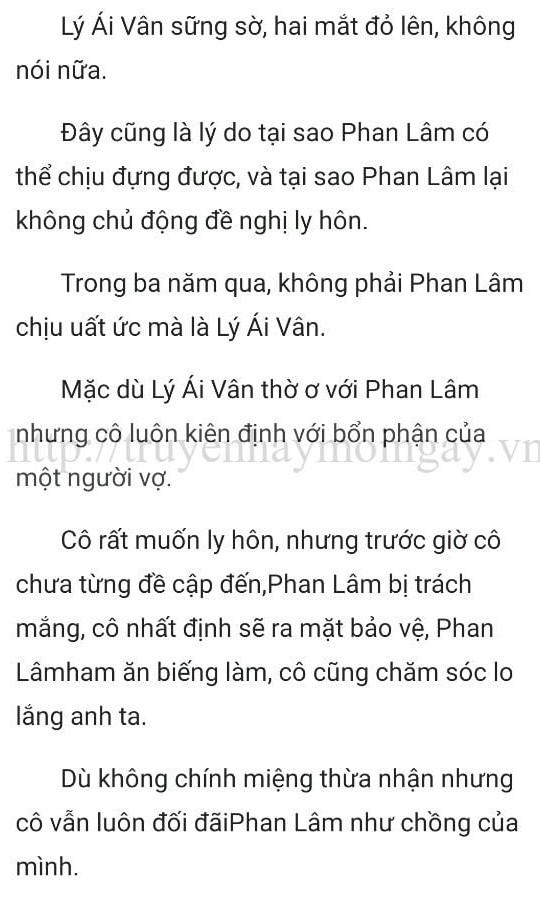 Lý Ái Vân sững sờ, hai mắt đỏ lên, không
nói nữa.
Đây cũng là lý do tại sao Phan Lâm có
thể chịu đựng được, và tại sao Phan Lâm lại
không chủ động đề nghị ly hôn.
Trong ba năm qua, không phải Phan Lâm
chịu uất ức mà là Lý Ái Vân.
Mặc dù Lý Ái Vân thờ ơ với Phan Lâm
nhưng cô luôn kiên định với bổn phận của
http://truyenhaymoingay.vn
một người vợ.
Cô rất muốn ly hôn, nhưng trước giờ cô
chưa từng đề cập đến,Phan Lâm bị trách
mắng, cô nhất định sẽ ra mặt bảo vệ, Phan
Lâmham ăn biếng làm, cô cũng chăm sóc lo
lắng anh ta.
Dù không chính miệng thừa nhận nhưng
cô vẫn luôn đối đãiPhan Lâm như chồng của
mình.